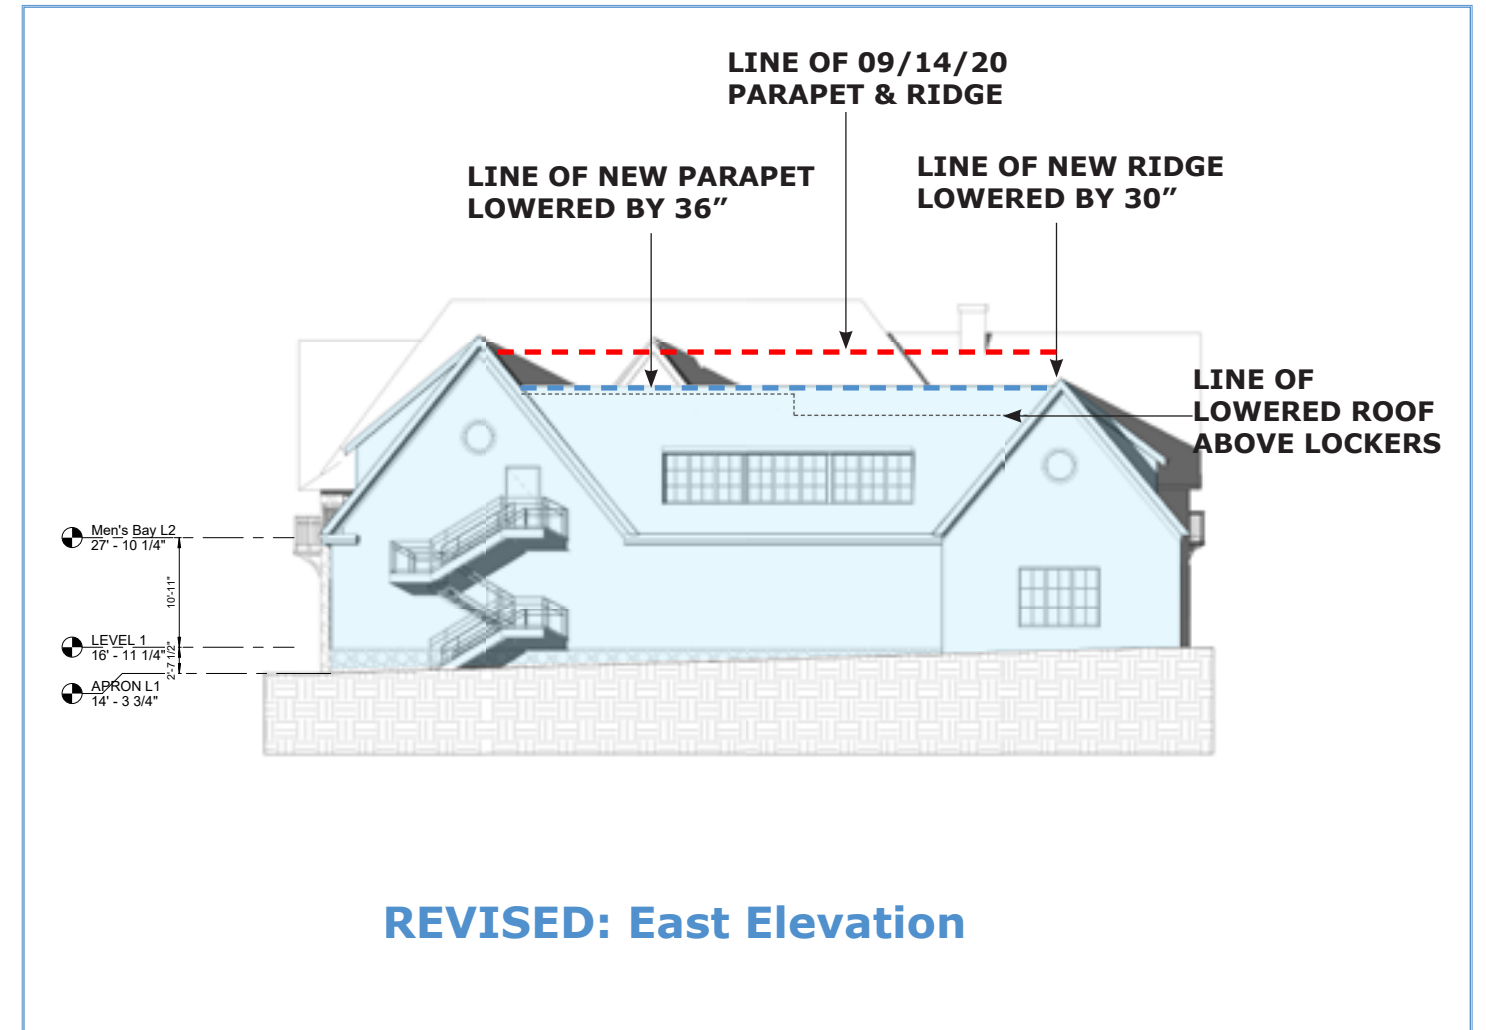 LINE OF 09/14/20
PARAPET & RIDGE
LINE OF NEW PARAPET
LOWERED BY 36”
LINE OF NEW RIDGE
LOWERED BY 30”
LINE OF
LOWERED ROOF
ABOVE LOCKERS
Men's Bay L2
27' - 10 1/4"
10'-11"
LEVEL 1
16' - 11 1/4"
2'-7 1/2"
APRON L1
14' - 3 3/4"
REVISED: East Elevation